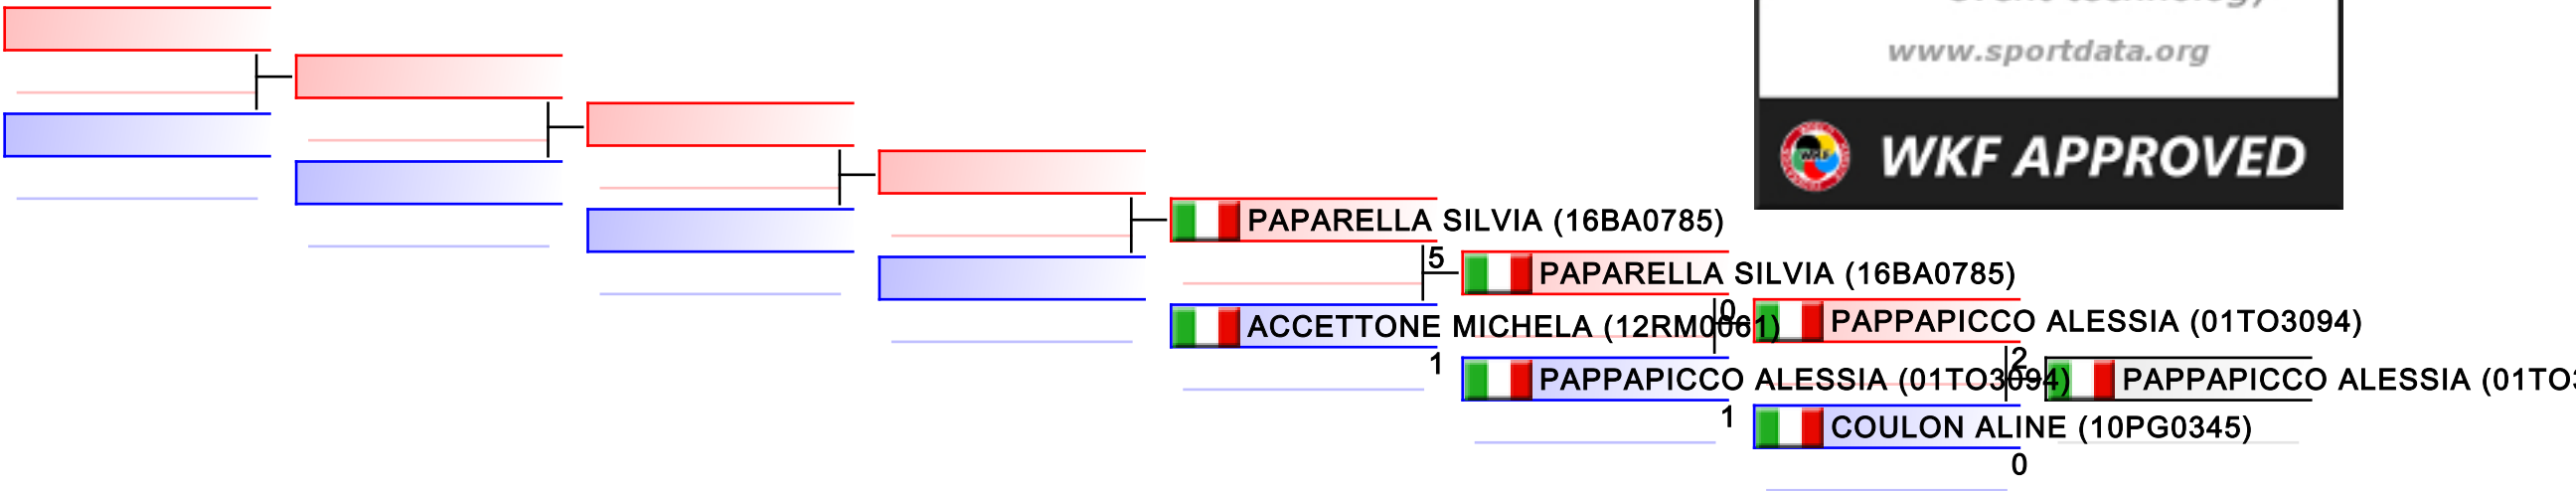 www.sportdata.org
WKF APPROVED
PAPARELLA SILVIA (16BA0785)
5
PAPARELLA SILVIA (16BA0785)
ACCETTONE MICHELA (12RM0061)
1
0
PAPPAPICCO ALESSIA (01TO3094)
PAPPAPICCO ALESSIA (01TO3094)
1
2
PAPPAPICCO ALESSIA (01TO3
COULON ALINE (10PG0345)
0